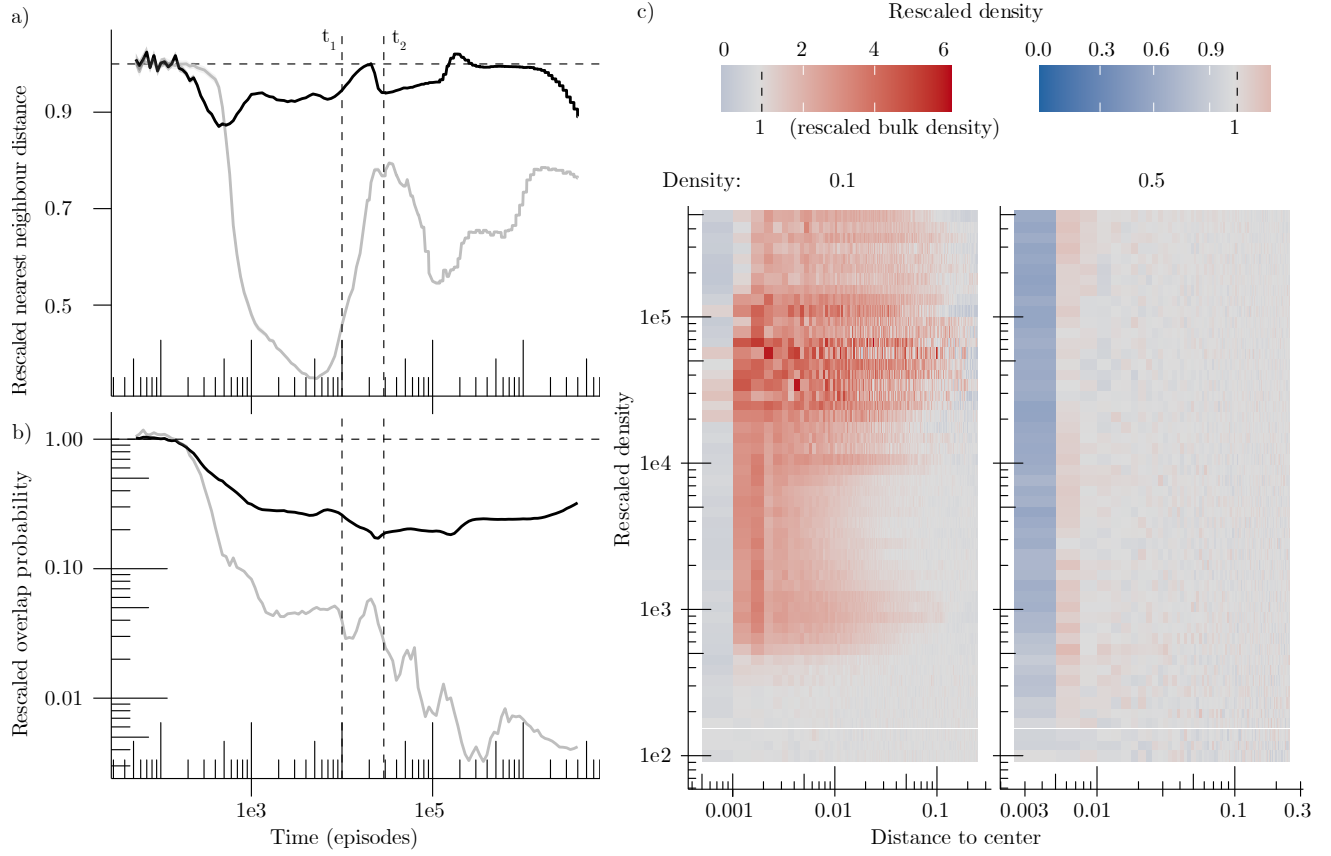 a)
t1
t2
0.9
0.7
0.5
Rescaled nearest neighbour distance
b)
1.00
0.10
0.01
Rescaled overlap probability
1e3
1e5
Time (episodes)
c)
Rescaled density
0
2
4
6
1
(rescaled bulk density)
0.0
0.3
0.6
0.9
1
Density:
0.1
0.5
1e5
1e4
1e3
1e2
Rescaled density
0.001
0.01
0.1
0.003
0.01
0.1
0.3
Distance to center